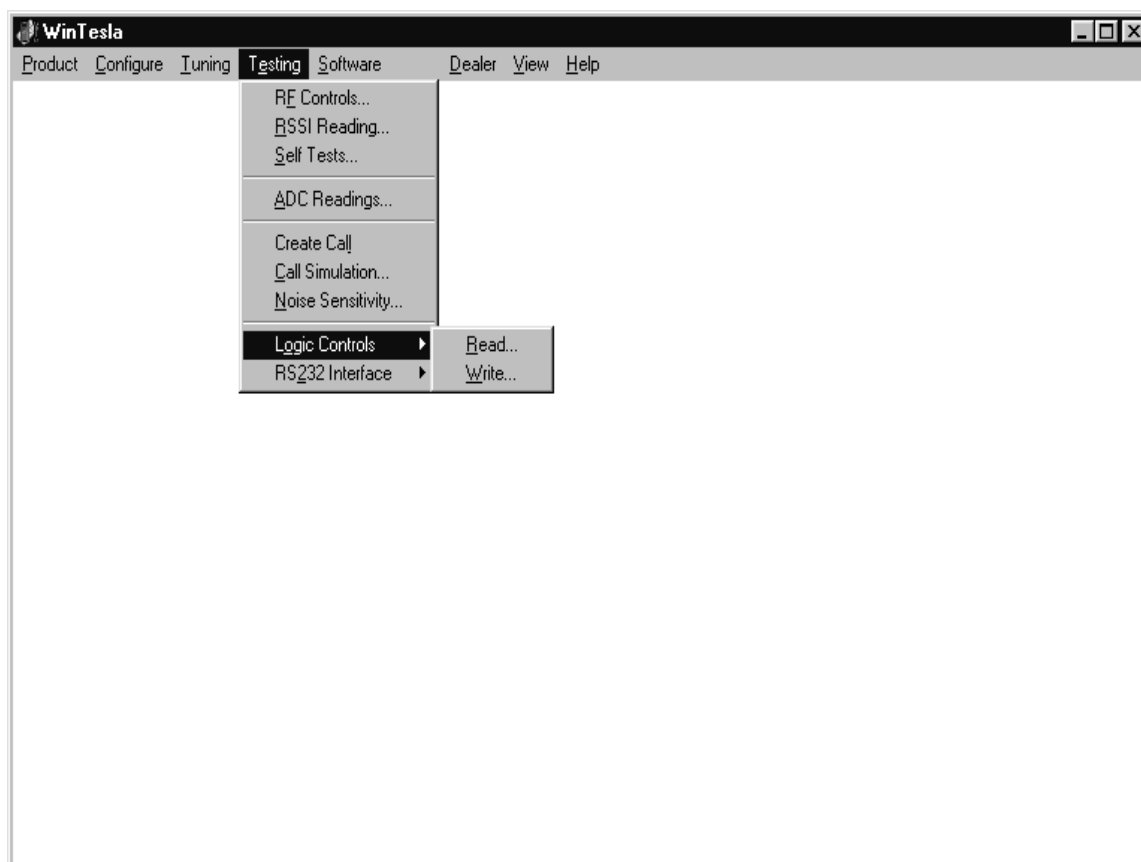 WinTesla
Product Configure Tuning Testing Software Dealer View Help
RF Controls...
RSSI Reading...
Self Tests...
ADC Readings...
Create Call
Call Simulation...
Noise Sensitivity...
Logic Controls Read...
RS232 Interface Write...